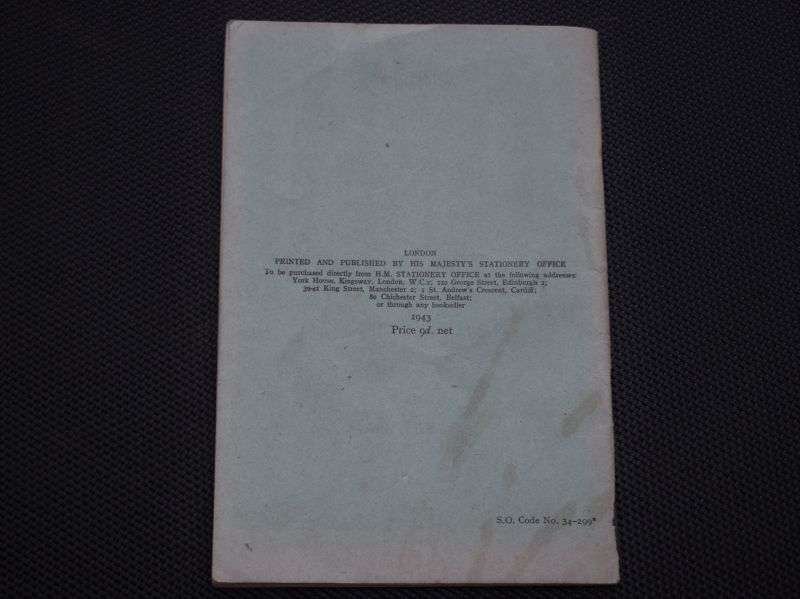 LONDON
PRINTED AND PUBLISHED BY HIS MAJESTY'S STATIONERY OFFICE
To be purchased directly from H.M. STATIONERY OFFICE at the following addresses:
York House, Kingsway, London, W.C.2; 120 George Street, Edinburgh 2;
39-41 King Street, Manchester 2; 1 St. Andrew's Crescent, Cardiff;
80 Chichester Street, Belfast;
or through any bookseller
1943
Price 9d. net
S.O. Code No. 34-299*